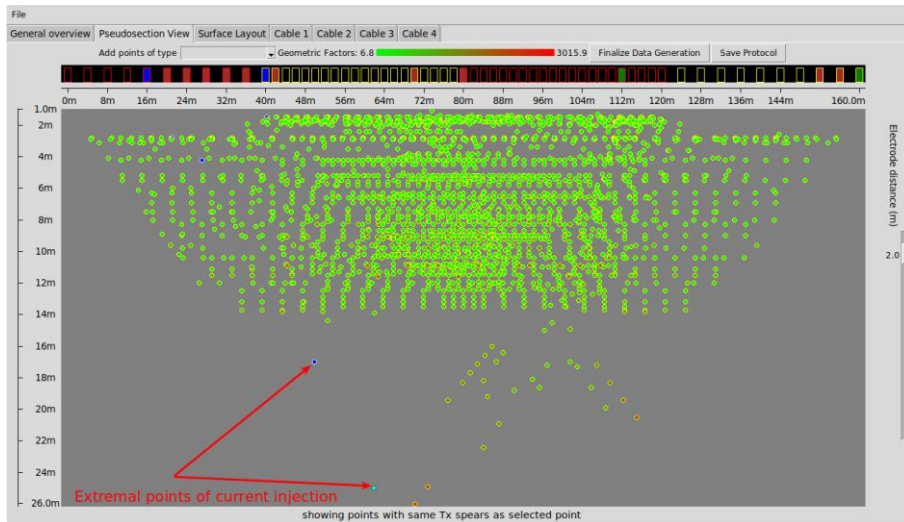 File
General overview Pseudosection View Surface Layout Cable 1 Cable 2 Cable 3 Cable 4
Add points of type Geometric Factors: 6.8 3015.9 Finalize Data Generation Save Protocol
0m 8m 16m 24m 32m 40m 48m 56m 64m 72m 80m 88m 96m 104m 112m 120m 128m 136m 144m 160.0m
1.0m
2m
4m
6m
8m
10m
12m
14m
16m
18m
20m
22m
24m
26.0m
Electrode distance (m)
2.0
Extremal points of current injection
showing points with same Tx spears as selected point